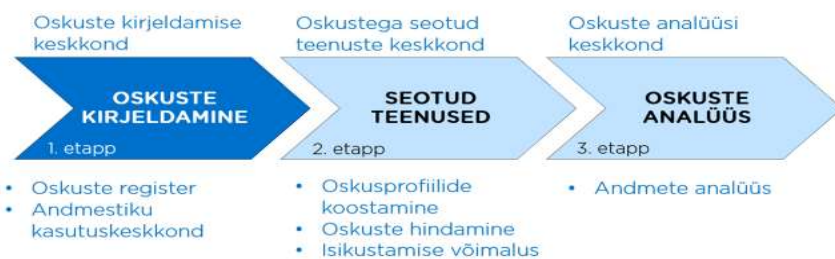 Oskuste kirjeldamise
keskkond
OSKUSTE
KIRJELDAMINE
1. etapp
• Oskuste register
• Andmestiku
kasutuskeskkond
Oskustega seotud
teenuste keskkond
SEOTUD
TEENUSED
2. etapp
• Oskusprofiilide
koostamine
• Oskuste hindamine
• Isikustamise võimalus
Oskuste analüüsi
keskkond
OSKUSTE
ANALÜÜS
3. etapp
• Andmete analüüs